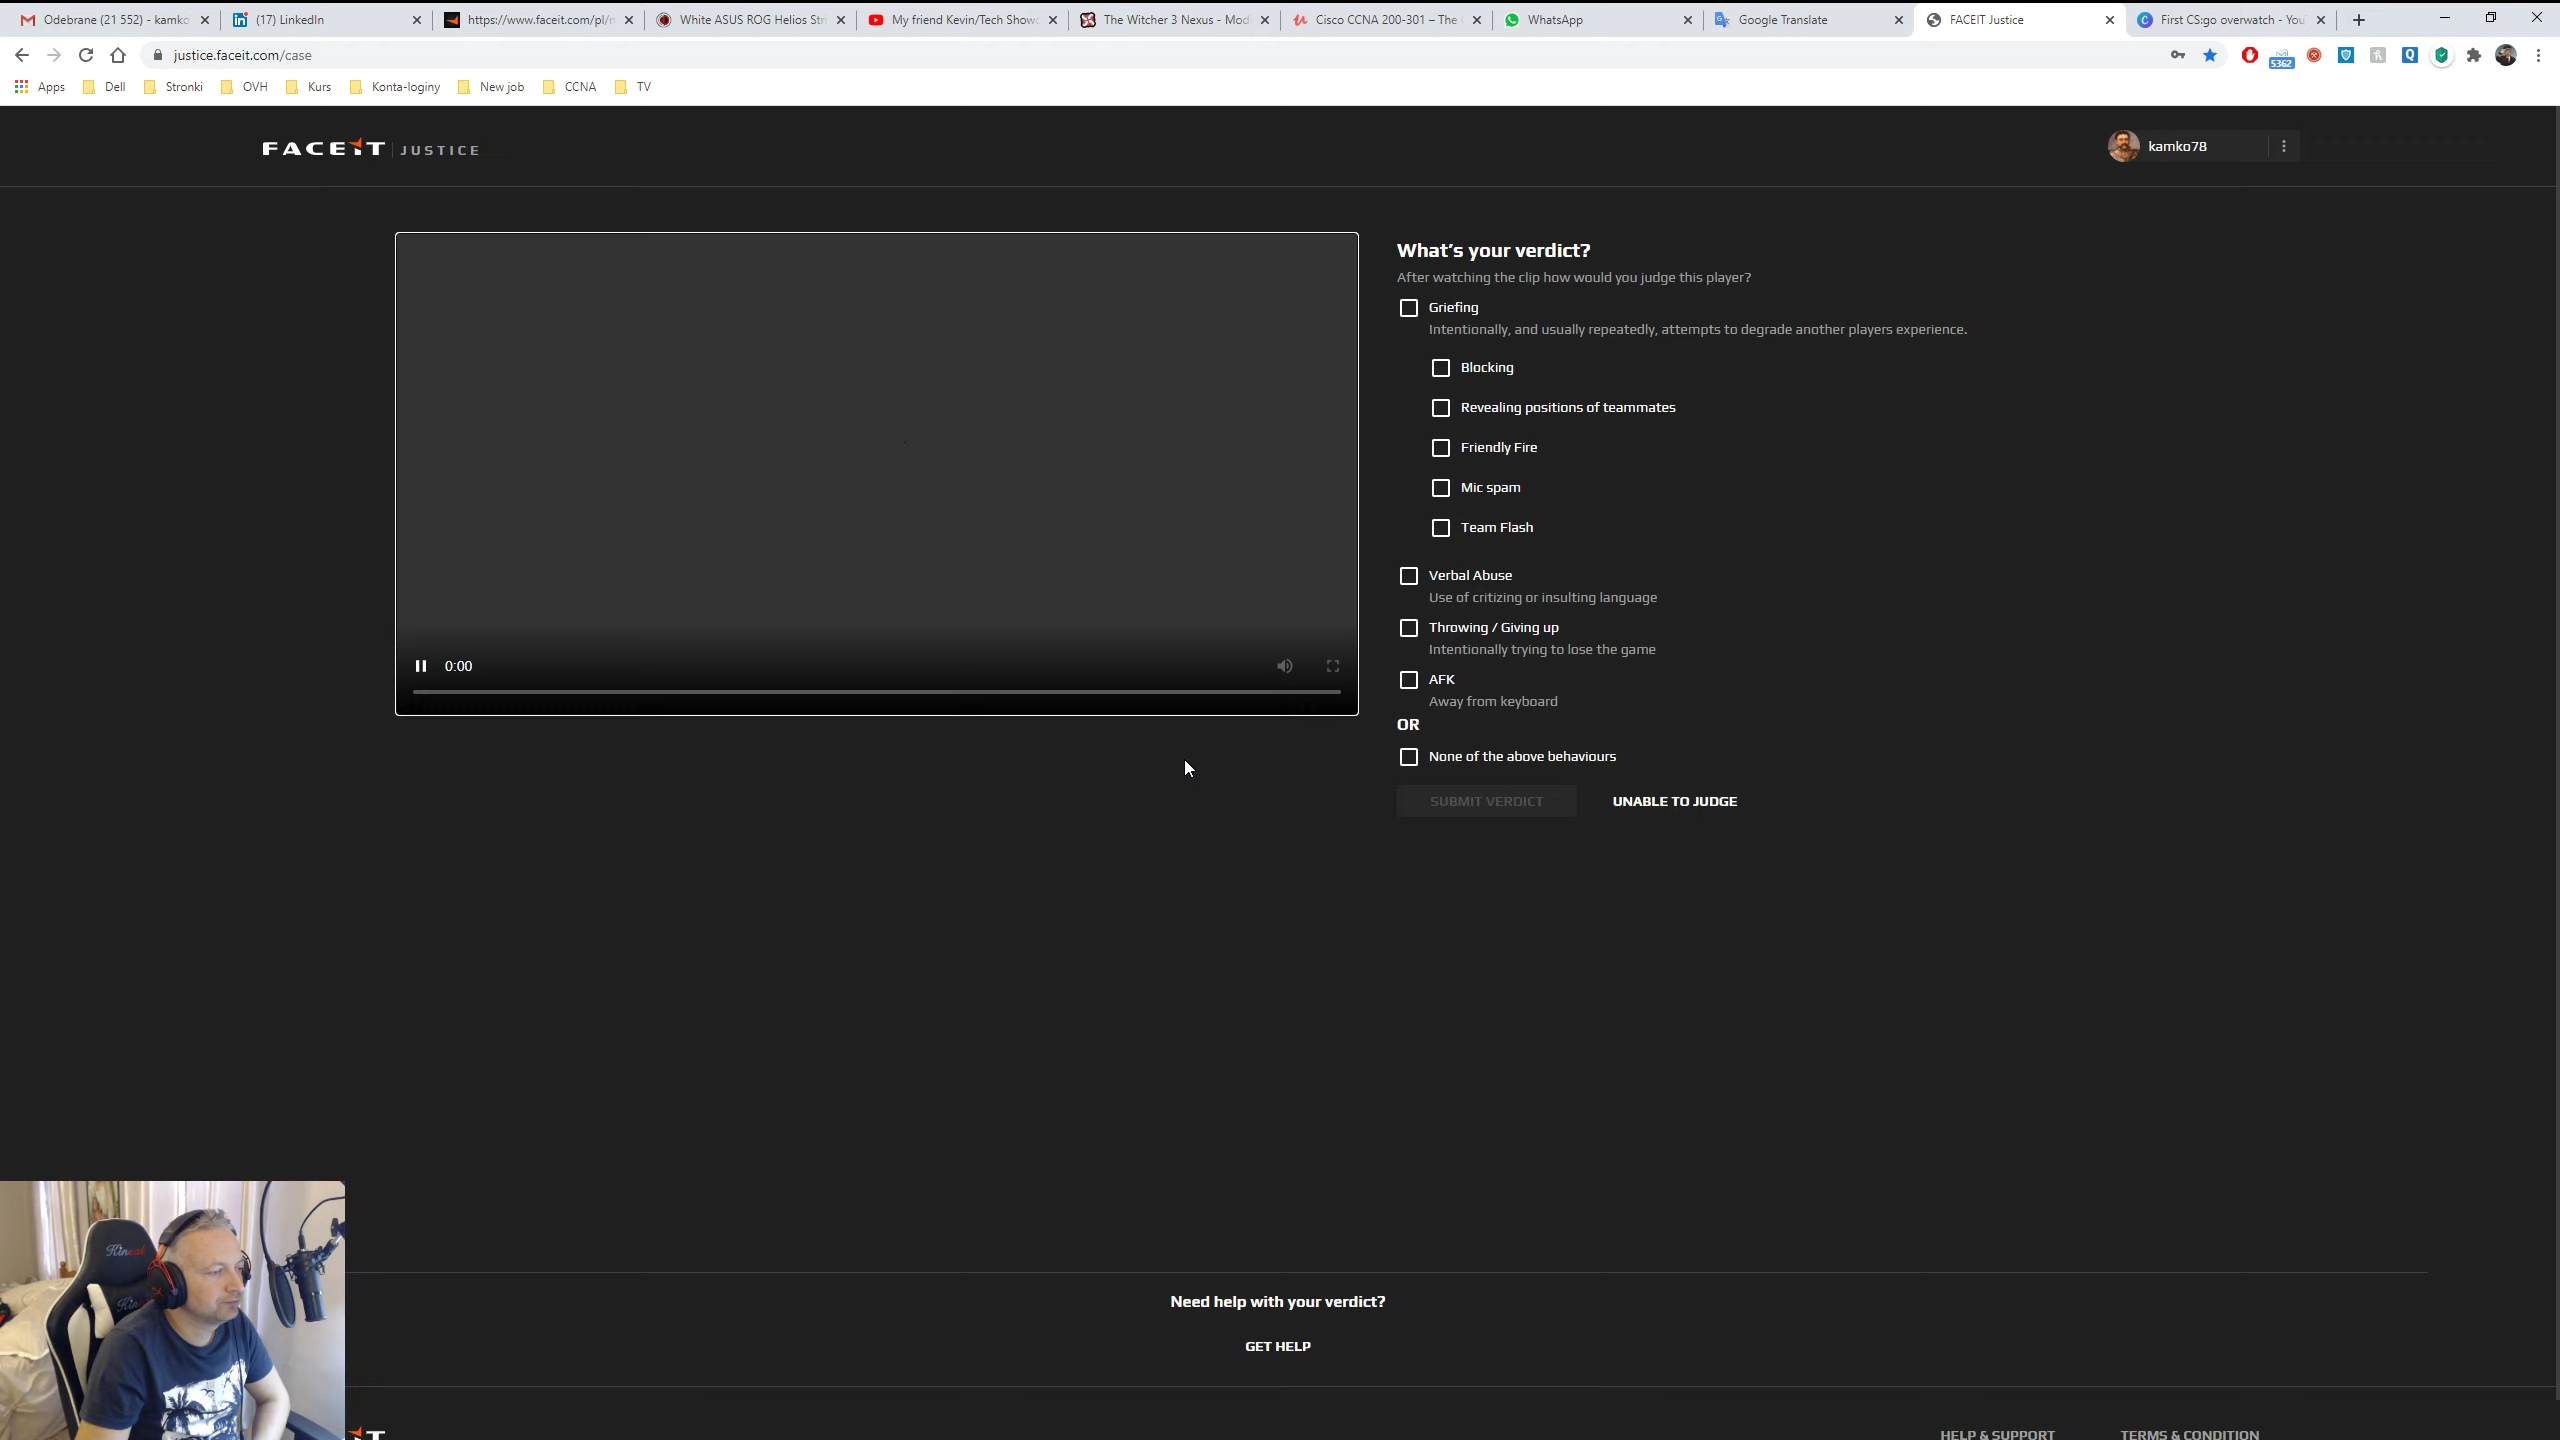 Odebrane (21 552) - kamko
(17) LinkedIn
https://www.faceit.com/pl/
White ASUS ROG Helios Str
My friend Kevin/Tech Showc
The Witcher 3 Nexus - Mod
Cisco CCNA 200-301 – The
WhatsApp
Google Translate
FACEIT Justice
First CS:go overwatch - You
justice.faceit.com/case
5362
Apps
Dell
Stronki
OVH
Kurs
Konta-loginy
New job
CCNA
TV
FACEIT JUSTICE
kamko78
What's your verdict?
After watching the clip how would you judge this player?
Griefing
Intentionally, and usually repeatedly, attempts to degrade another players experience.
Blocking
Revealing positions of teammates
Friendly Fire
Mic spam
Team Flash
Verbal Abuse
Use of critizing or insulting language
Throwing / Giving up
Intentionally trying to lose the game
AFK
Away from keyboard
OR
None of the above behaviours
SUBMIT VERDICT
UNABLE TO JUDGE
0:00
Need help with your verdict?
GET HELP
HELP & SUPPORT
TERMS & CONDITION